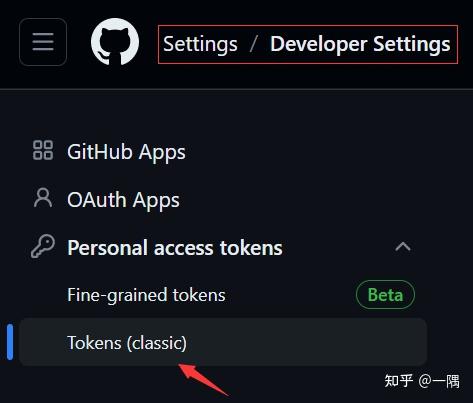 Settings / Developer Settings
GitHub Apps
OAuth Apps
Personal access tokens
Fine-grained tokens Beta
Tokens (classic)
知乎 @一隅